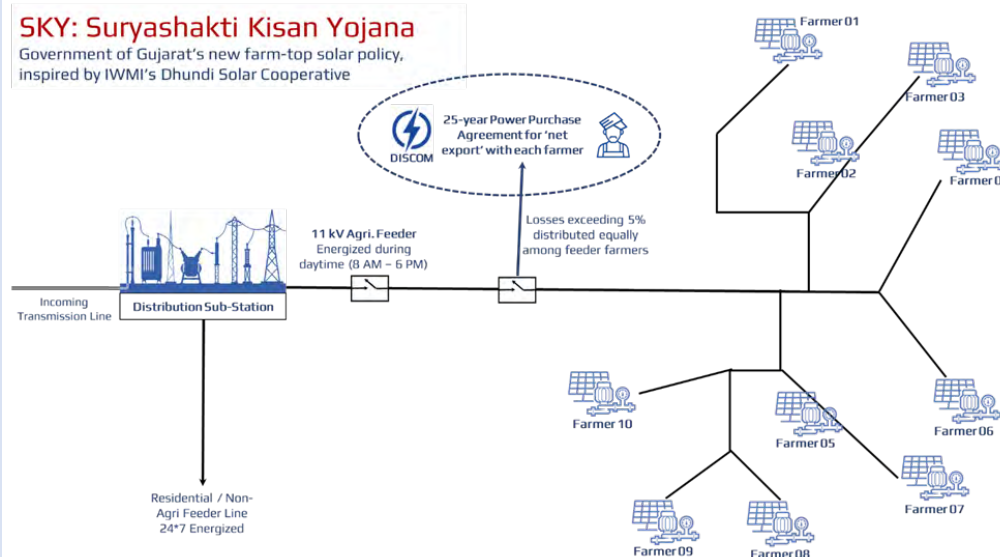 SKY: Suryashakti Kisan Yojana
Government of Gujarat's new farm-top solar policy,
inspired by IWMI's Dhundi Solar Cooperative
25-year Power Purchase
Agreement for 'net
export' with each farmer
DISCOM
Losses exceeding 5%
distributed equally
among feeder farmers
11 kV Agri. Feeder
Energized during
daytime (8 AM – 6 PM)
Incoming
Transmission Line
Distribution Sub-Station
Residential / Non-
Agri Feeder Line
24*7 Energized
Farmer 01
Farmer 03
Farmer 02
Farmer 0
Farmer 10
Farmer 05
Farmer 06
Farmer 07
Farmer 09
Farmer 08